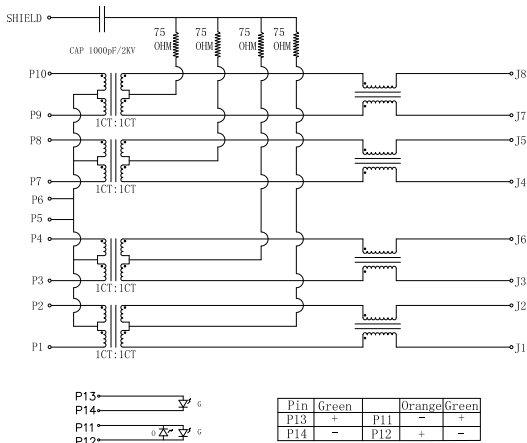 SHIELD
CAP 1000pF/2KV
75 OHM
75 OHM
75 OHM
75 OHM
P10
J8
P9
1CT:1CT
J7
P8
J5
P7
1CT:1CT
J4
P6
P5
P4
J6
P3
1CT:1CT
J3
P2
J2
P1
1CT:1CT
J1
P13
G
P14
P11
O
G
P12
Pin Green Orange Green
P13 + P11 - +
P14 - P12 + -